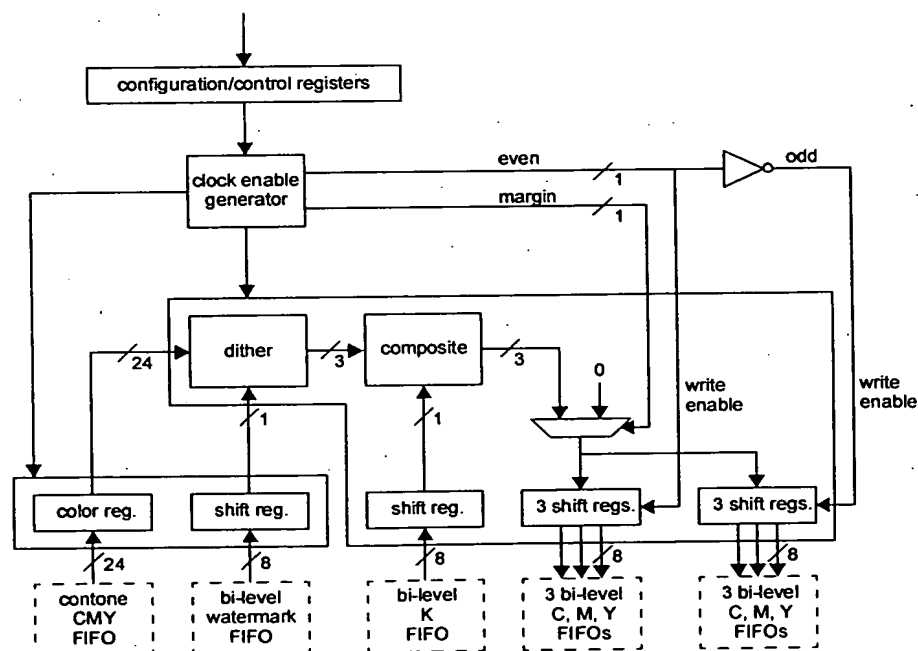 configuration/control registers
clock enable
generator
even
1
odd
margin
1
dither
composite
24
3
3
0
1
1
write
enable
write
enable
color reg.
shift reg.
shift reg.
3 shift regs.
3 shift regs.
24
8
8
8
8
contone
CMY
FIFO
bi-level
watermark
FIFO
bi-level
K
FIFO
3 bi-level
C, M, Y
FIFOs
3 bi-level
C, M, Y
FIFOs